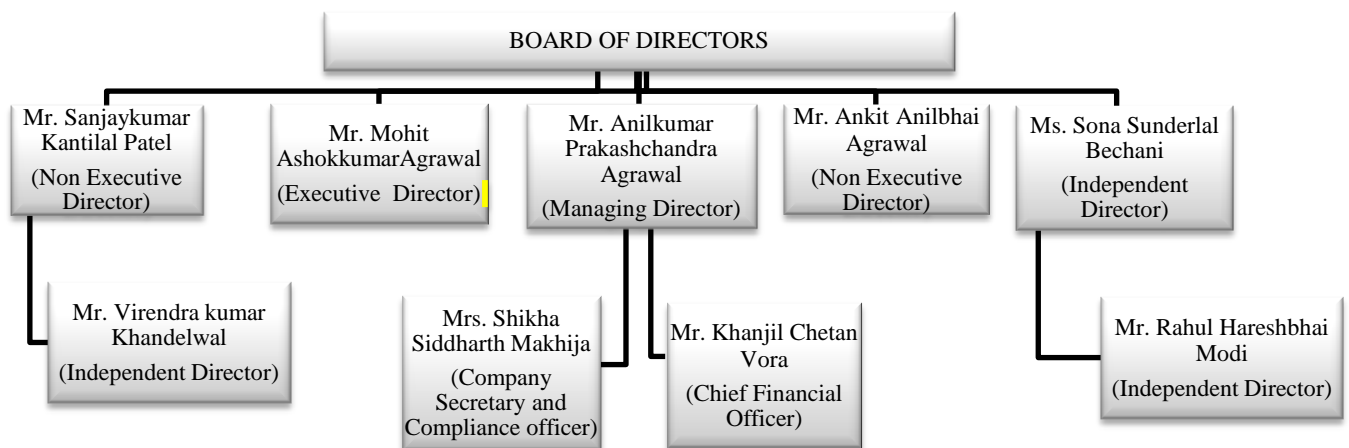 BOARD OF DIRECTORS
Mr. Sanjaykumar
Kantilal Patel
(Non Executive
Director)
Mr. Mohit
AshokkumarAgrawal
(Executive Director)
Mr. Anilkumar
Prakashchandra
Agrawal
(Managing Director)
Mr. Ankit Anilbhai
Agrawal
(Non Executive
Director)
Ms. Sona Sunderlal
Bechani
(Independent
Director)
Mr. Virendra kumar
Khandelwal
(Independent Director)
Mrs. Shikha
Siddharth Makhija
(Company
Secretary and
Compliance officer)
Mr. Khanjil Chetan
Vora
(Chief Financial
Officer)
Mr. Rahul Hareshbhai
Modi
(Independent Director)